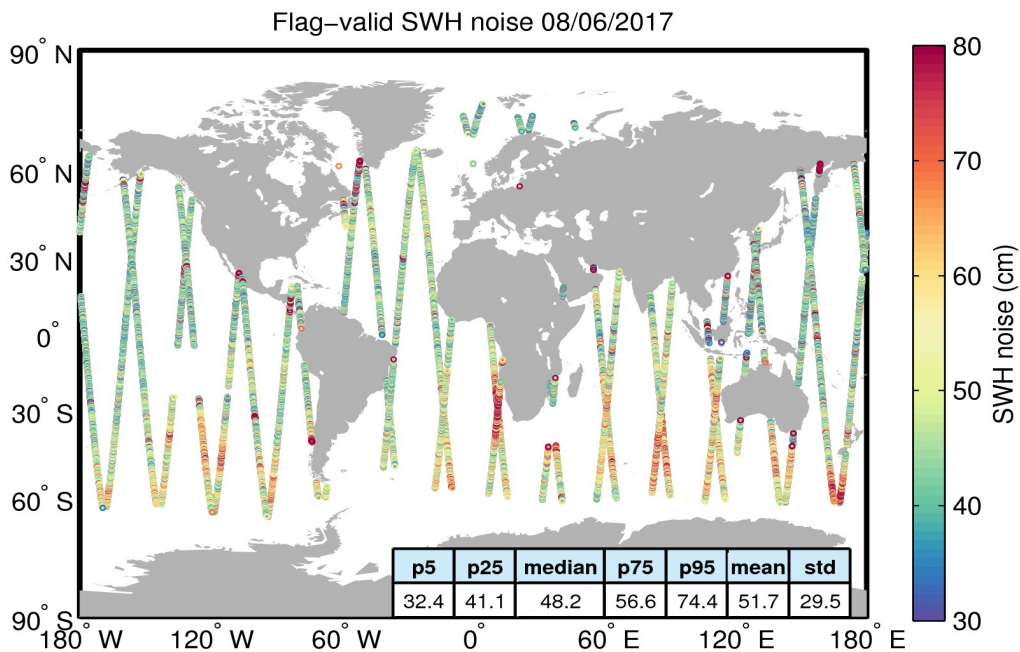 Flag−valid SWH noise 08/06/2017
90° N
60° N
30° N
0°
30° S
60° S
90° S
180° W
120° W
60° W
0°
60° E
120° E
180° E
p5 p25 median p75 p95 mean std
32.4 41.1 48.2 56.6 74.4 51.7 29.5
80
70
60
50
40
30
SWH noise (cm)